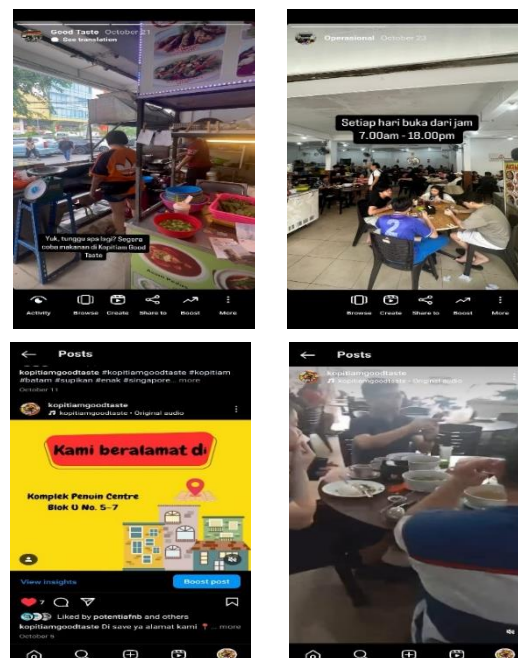 Good Taste October 21
See translation
Yuk, tunggu apa lagi? Segera
coba makanan di Kopitiam Good
Taste
Activity Browse Create Share to Boost More
Operasional October 23
Setiap hari buka dari jam
7.00am - 18.00pm
Browse Create Share to Boost More
Posts
kopitiamgoodtaste #kopitiamgoodtaste #kopitiam
#batam #supikan #enak #singapore... more
October 11
kopitiamgoodtaste
kopitiamgoodtaste • Original audio
Kami beralamat di
Komplek Penuin Centre
Blok U No. 5-7
View insights
Boost post
7
Liked by potentiafnb and others
kopitiamgoodtaste Di save ya alamat kami 📍... more
October 9
Posts
kopitiamgoodtaste
kopitiamgoodtaste • Original audio